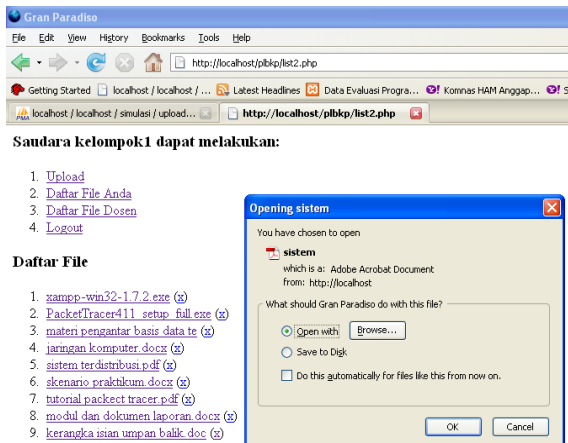 Gran Paradiso
File Edit View History Bookmarks Tools Help
http://localhost/plbkp/list2.php
Getting Started localhost / localhost / ... Latest Headlines Data Evaluasi Progra... Komnas HAM Anggap... S
PMA localhost / localhost / simulasi / upload... http://localhost/plbkp/list2.php
Saudara kelompok1 dapat melakukan:
1. Upload
2. Daftar File Anda
3. Daftar File Dosen
4. Logout
Daftar File
1. xampp-win32-1.7.2.exe (x)
2. PacketTracer411_setup_full.exe (x)
3. materi pengantar basis data te (x)
4. jaringan komputer.docx (x)
5. sistem terdistribusi.pdf (x)
6. skenario praktikum.docx (x)
7. tutorial packect tracer.pdf (x)
8. modul dan dokumen laporan.docx (x)
9. kerangka isian umpan balik.doc (x)
Opening sistem
You have chosen to open
sistem
which is a: Adobe Acrobat Document
from: http://localhost
What should Gran Paradiso do with this file?
Open with Browse...
Save to Disk
Do this automatically for files like this from now on.
OK Cancel